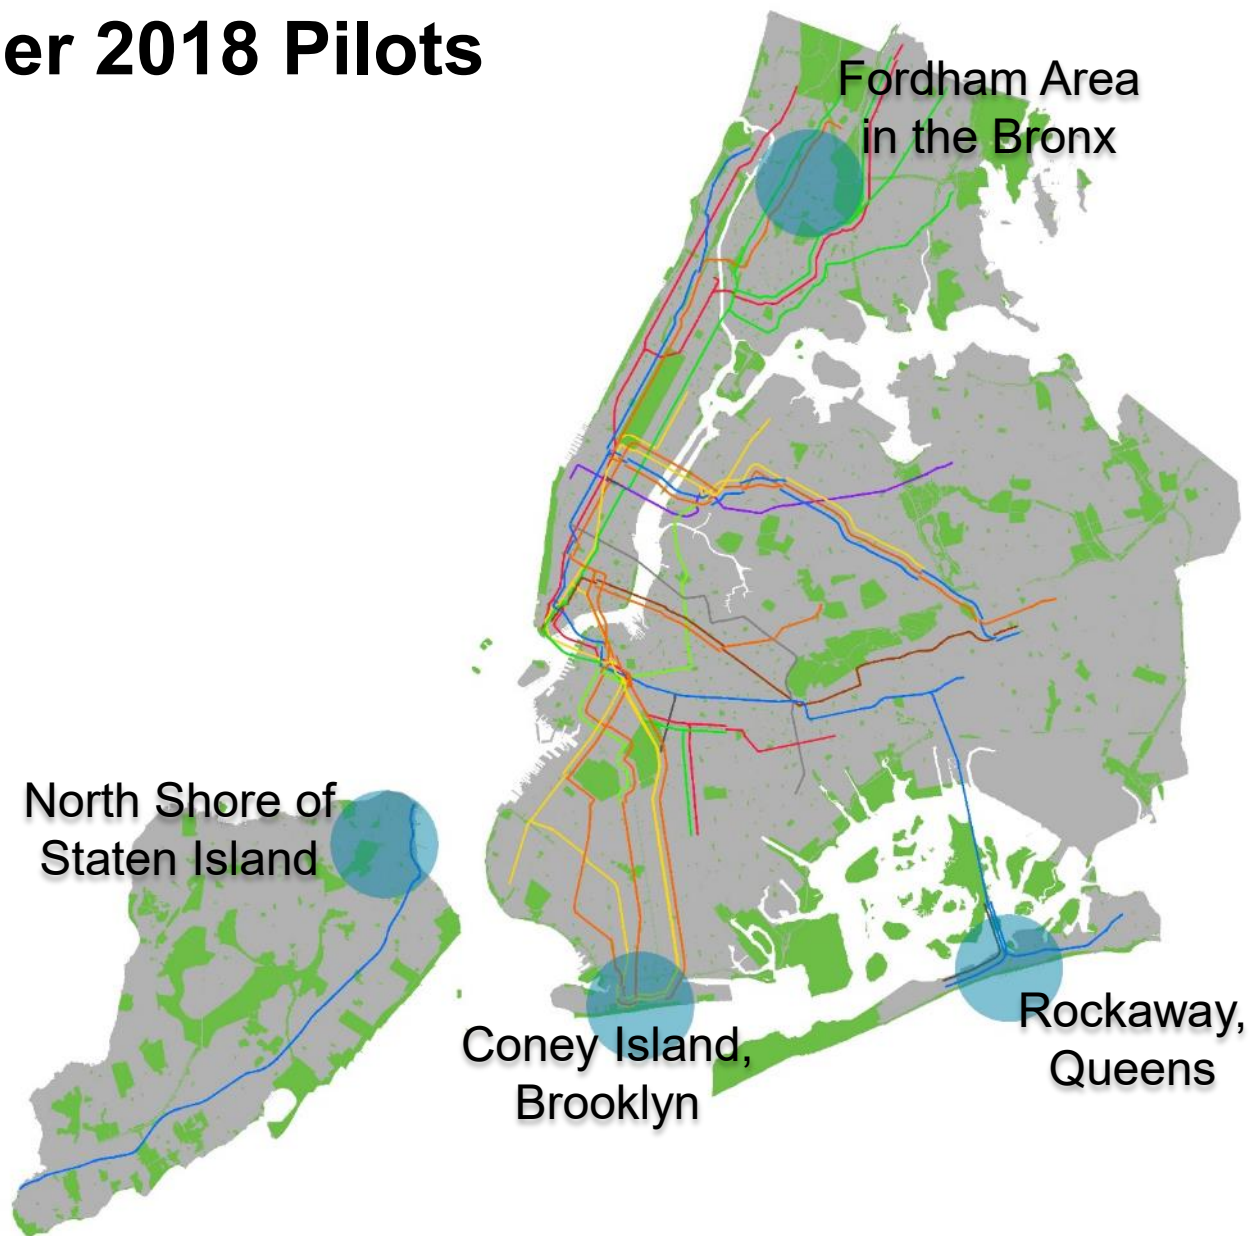 er 2018 Pilots
Fordham Area
in the Bronx
North Shore of
Staten Island
Coney Island,
Brooklyn
Rockaway,
Queens